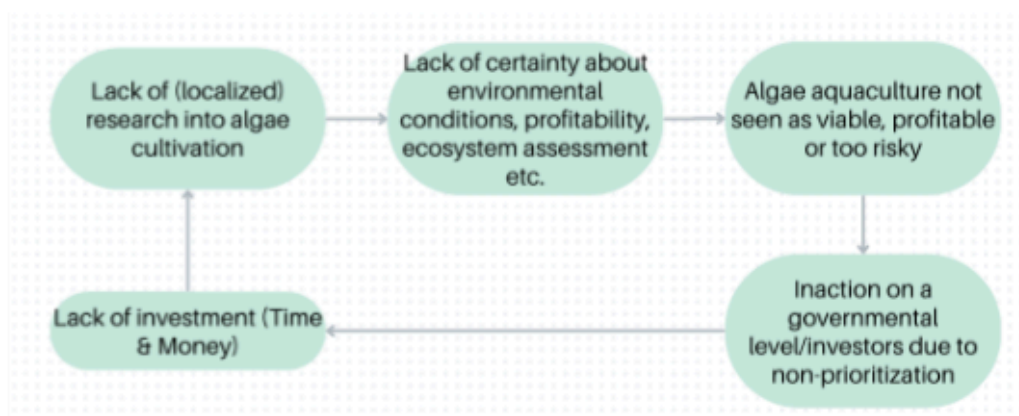 Lack of (localized)
research into algae
cultivation
Lack of certainty about
environmental
conditions, profitability,
ecosystem assessment
etc.
Algae aquaculture not
seen as viable, profitable
or too risky
Inaction on a
governmental
level/investors due to
non-prioritization
Lack of investment (Time
& Money)